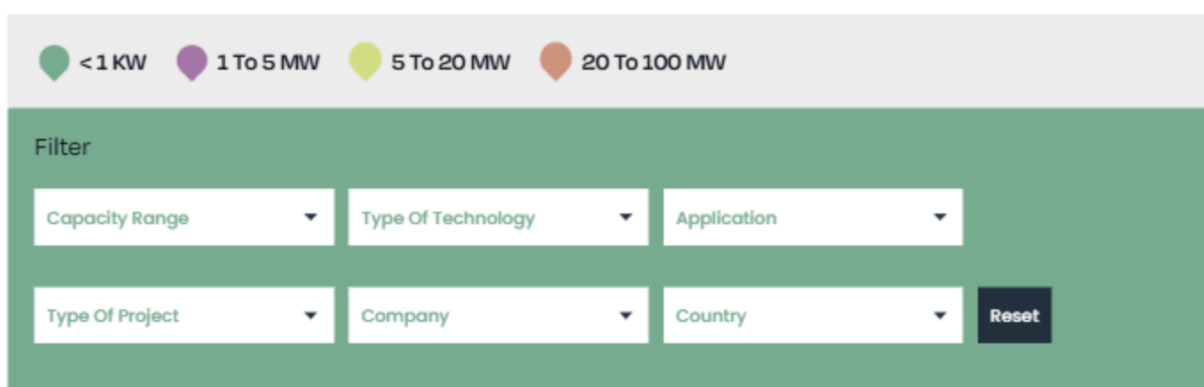 < 1 KW 1 To 5 MW 5 To 20 MW 20 To 100 MW
Filter
Capacity Range Type Of Technology Application
Type Of Project Company Country Reset